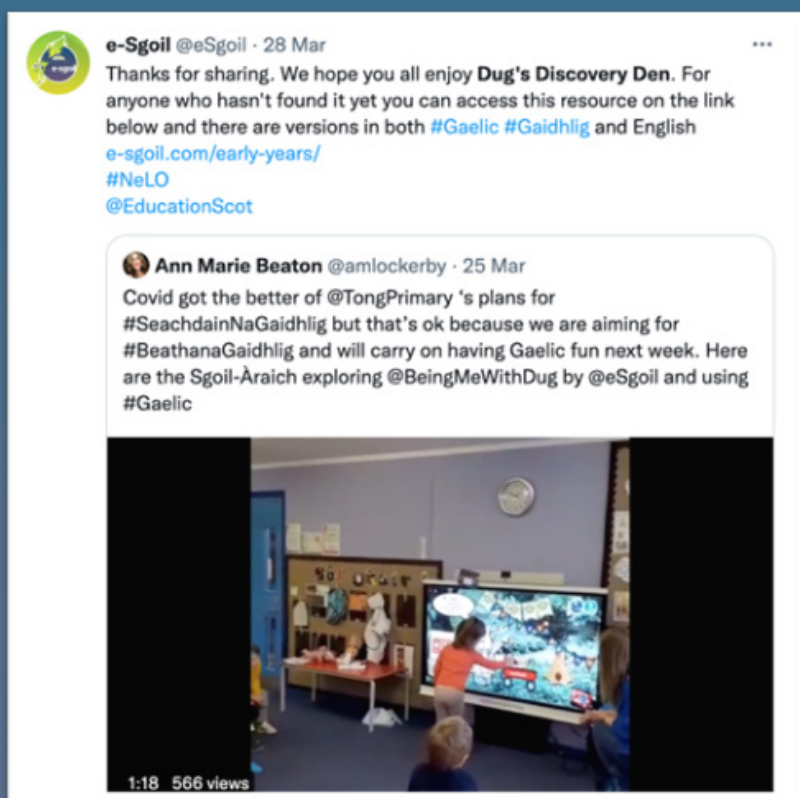 e-Sgoil @eSgoil · 28 Mar
Thanks for sharing. We hope you all enjoy Dug's Discovery Den. For
anyone who hasn't found it yet you can access this resource on the link
below and there are versions in both #Gaelic #Gaidhlig and English
e-sgoil.com/early-years/
#NeLO
@EducationScot
Ann Marie Beaton @amlockerby · 25 Mar
Covid got the better of @TongPrimary 's plans for
#SeachdainNaGaidhlig but that's ok because we are aiming for
#BeathanaGaidhlig and will carry on having Gaelic fun next week. Here
are the Sgoil-Àraich exploring @BeingMeWithDug by @eSgoil and using
#Gaelic
1:18 566 views